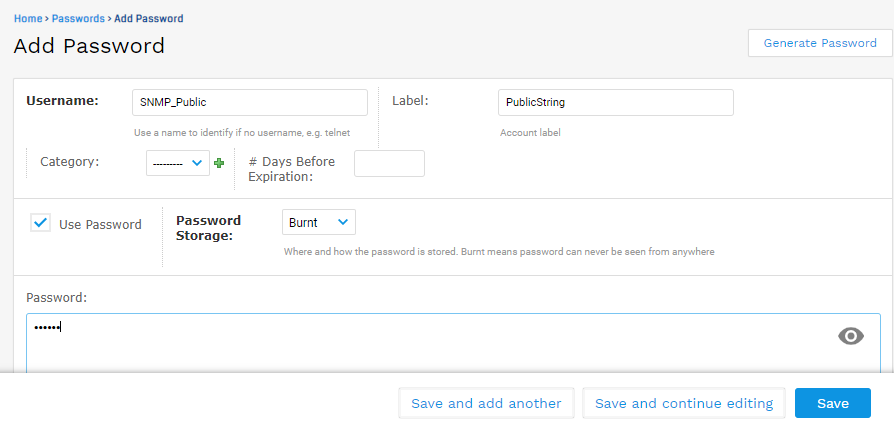 Home › Passwords › Add Password
Add Password
Generate Password
Username: SNMP_Public Label: PublicString
Use a name to identify if no username, e.g. telnet Account label
Category: --------- # Days Before
Expiration:
Use Password Password
Storage: Burnt
Where and how the password is stored. Burnt means password can never be seen from anywhere
Password:
••••••
Save and add another Save and continue editing Save